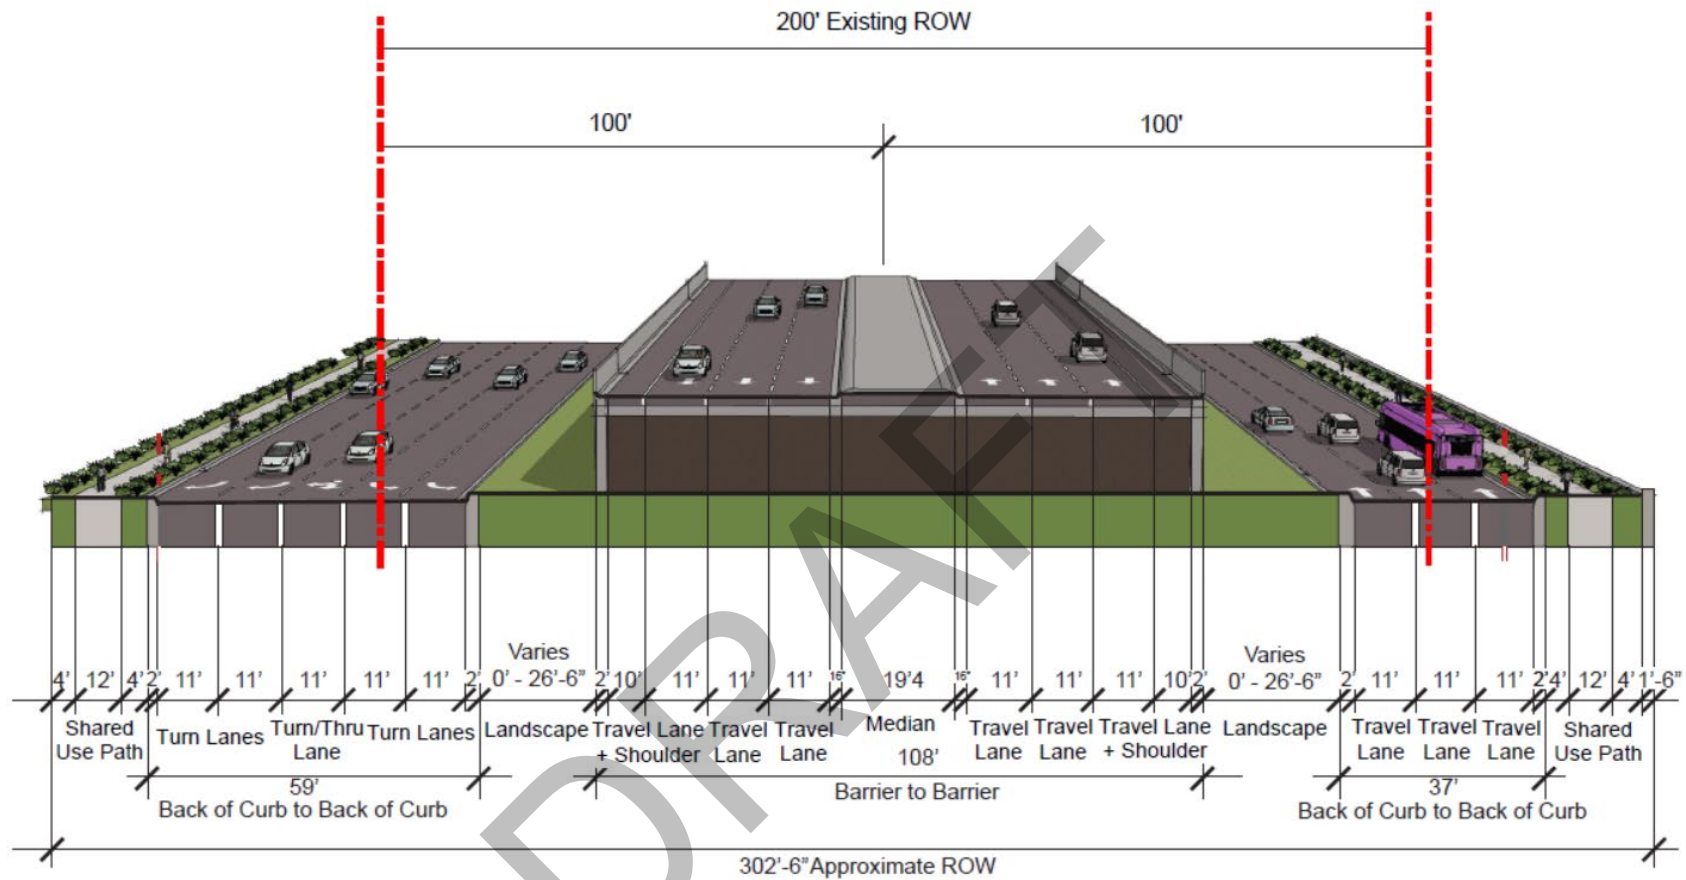 200' Existing ROW
100' 100'
DRAFT
Varies Varies
4' 12' 4' 2' 11' 11' 11' 11' 11' 2' 0' - 26'-6" 2' 10' 11' 11' 11' 16" 19'4 16" 11' 11' 11' 10' 2' 0' - 26'-6" 2' 11' 11' 11' 2' 4' 12' 4' 1'-6"
Shared Use Path
Turn Lanes
Turn/Thru Lane
Turn Lanes
Landscape
Travel Lane + Shoulder
Travel Lane
Travel Lane
Median
Travel Lane
Travel Lane
Travel Lane + Shoulder
Landscape
Travel Lane
Travel Lane
Travel Lane
Shared Use Path
59'
Back of Curb to Back of Curb
108'
Barrier to Barrier
37'
Back of Curb to Back of Curb
302'-6"Approximate ROW